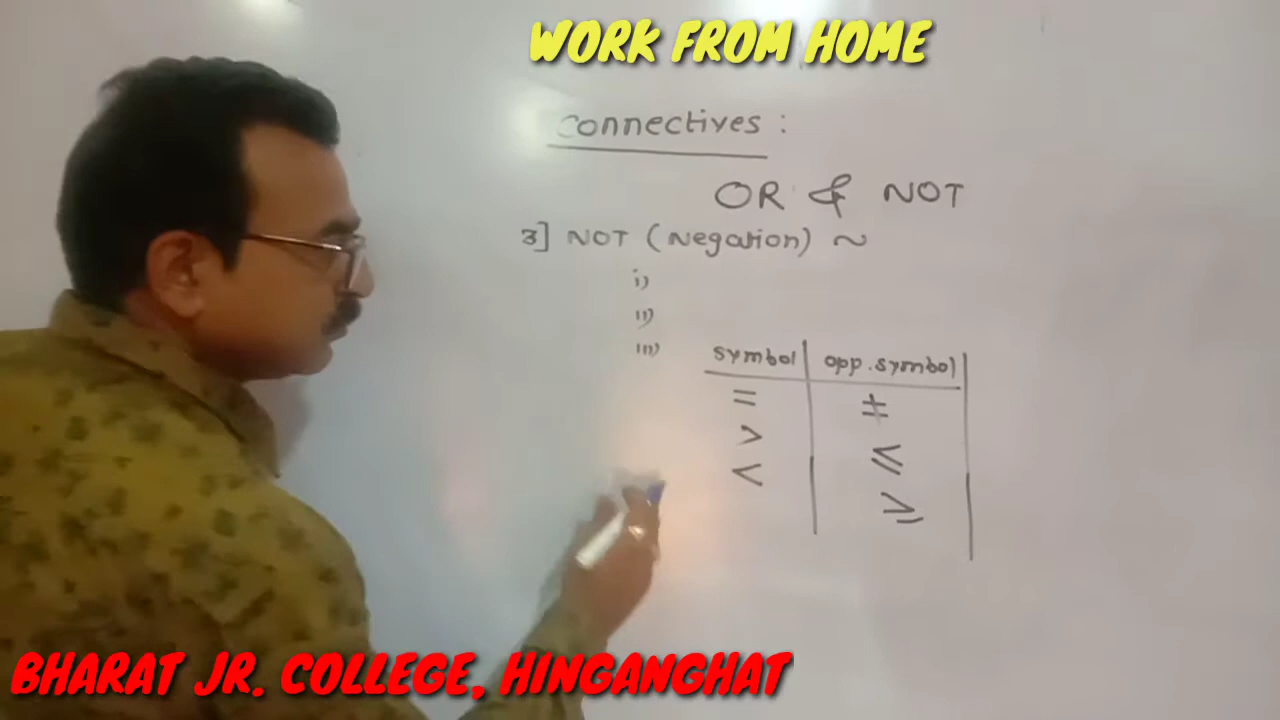 WORK FROM HOME
Connectives :
OR & NOT
3] NOT (Negation) ~
i)
ii)
iii)
symbol | opp. symbol
= | ≠
> | ≤
< | ≥
BHARAT JR. COLLEGE, HINGANGHAT